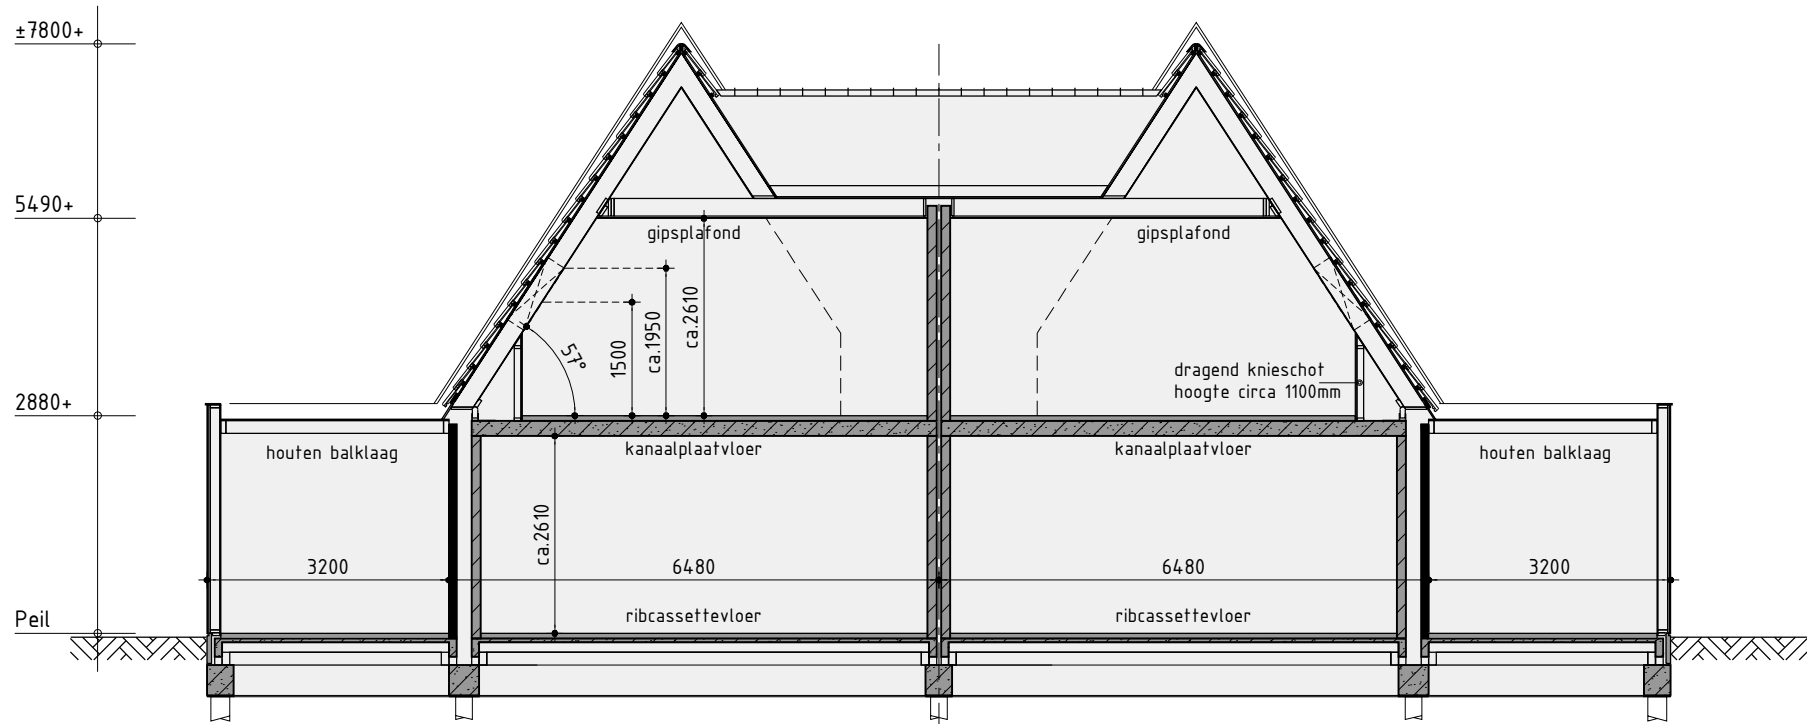 ±7800+
5490+
gipsplafond
gipsplafond
57°
1500
ca.1950
ca.2610
dragend knieschot
hoogte circa 1100mm
2880+
houten balklaag
kanaalplaatvloer
kanaalplaatvloer
houten balklaag
ca.2610
3200
6480
6480
3200
Peil
ribcassettevloer
ribcassettevloer